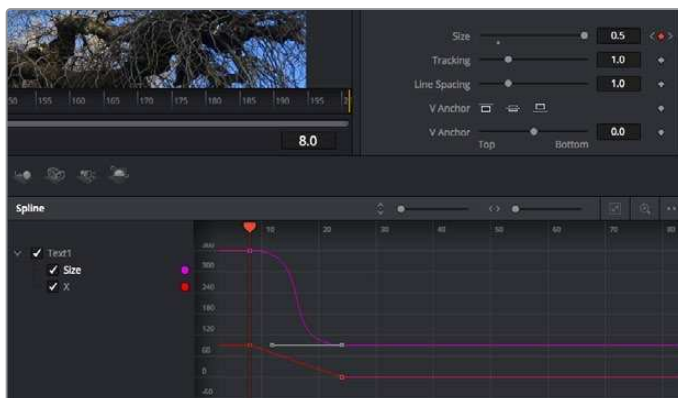 Size 0.5
Tracking 1.0
Line Spacing 1.0
V Anchor
V Anchor 0.0
Top Bottom
155 160 165 170 175 180 185 190 195
8.0
Spline
10 20 30 40 50 60 70 80
Text1
Size
X
300
240
180
120
60
0
-60